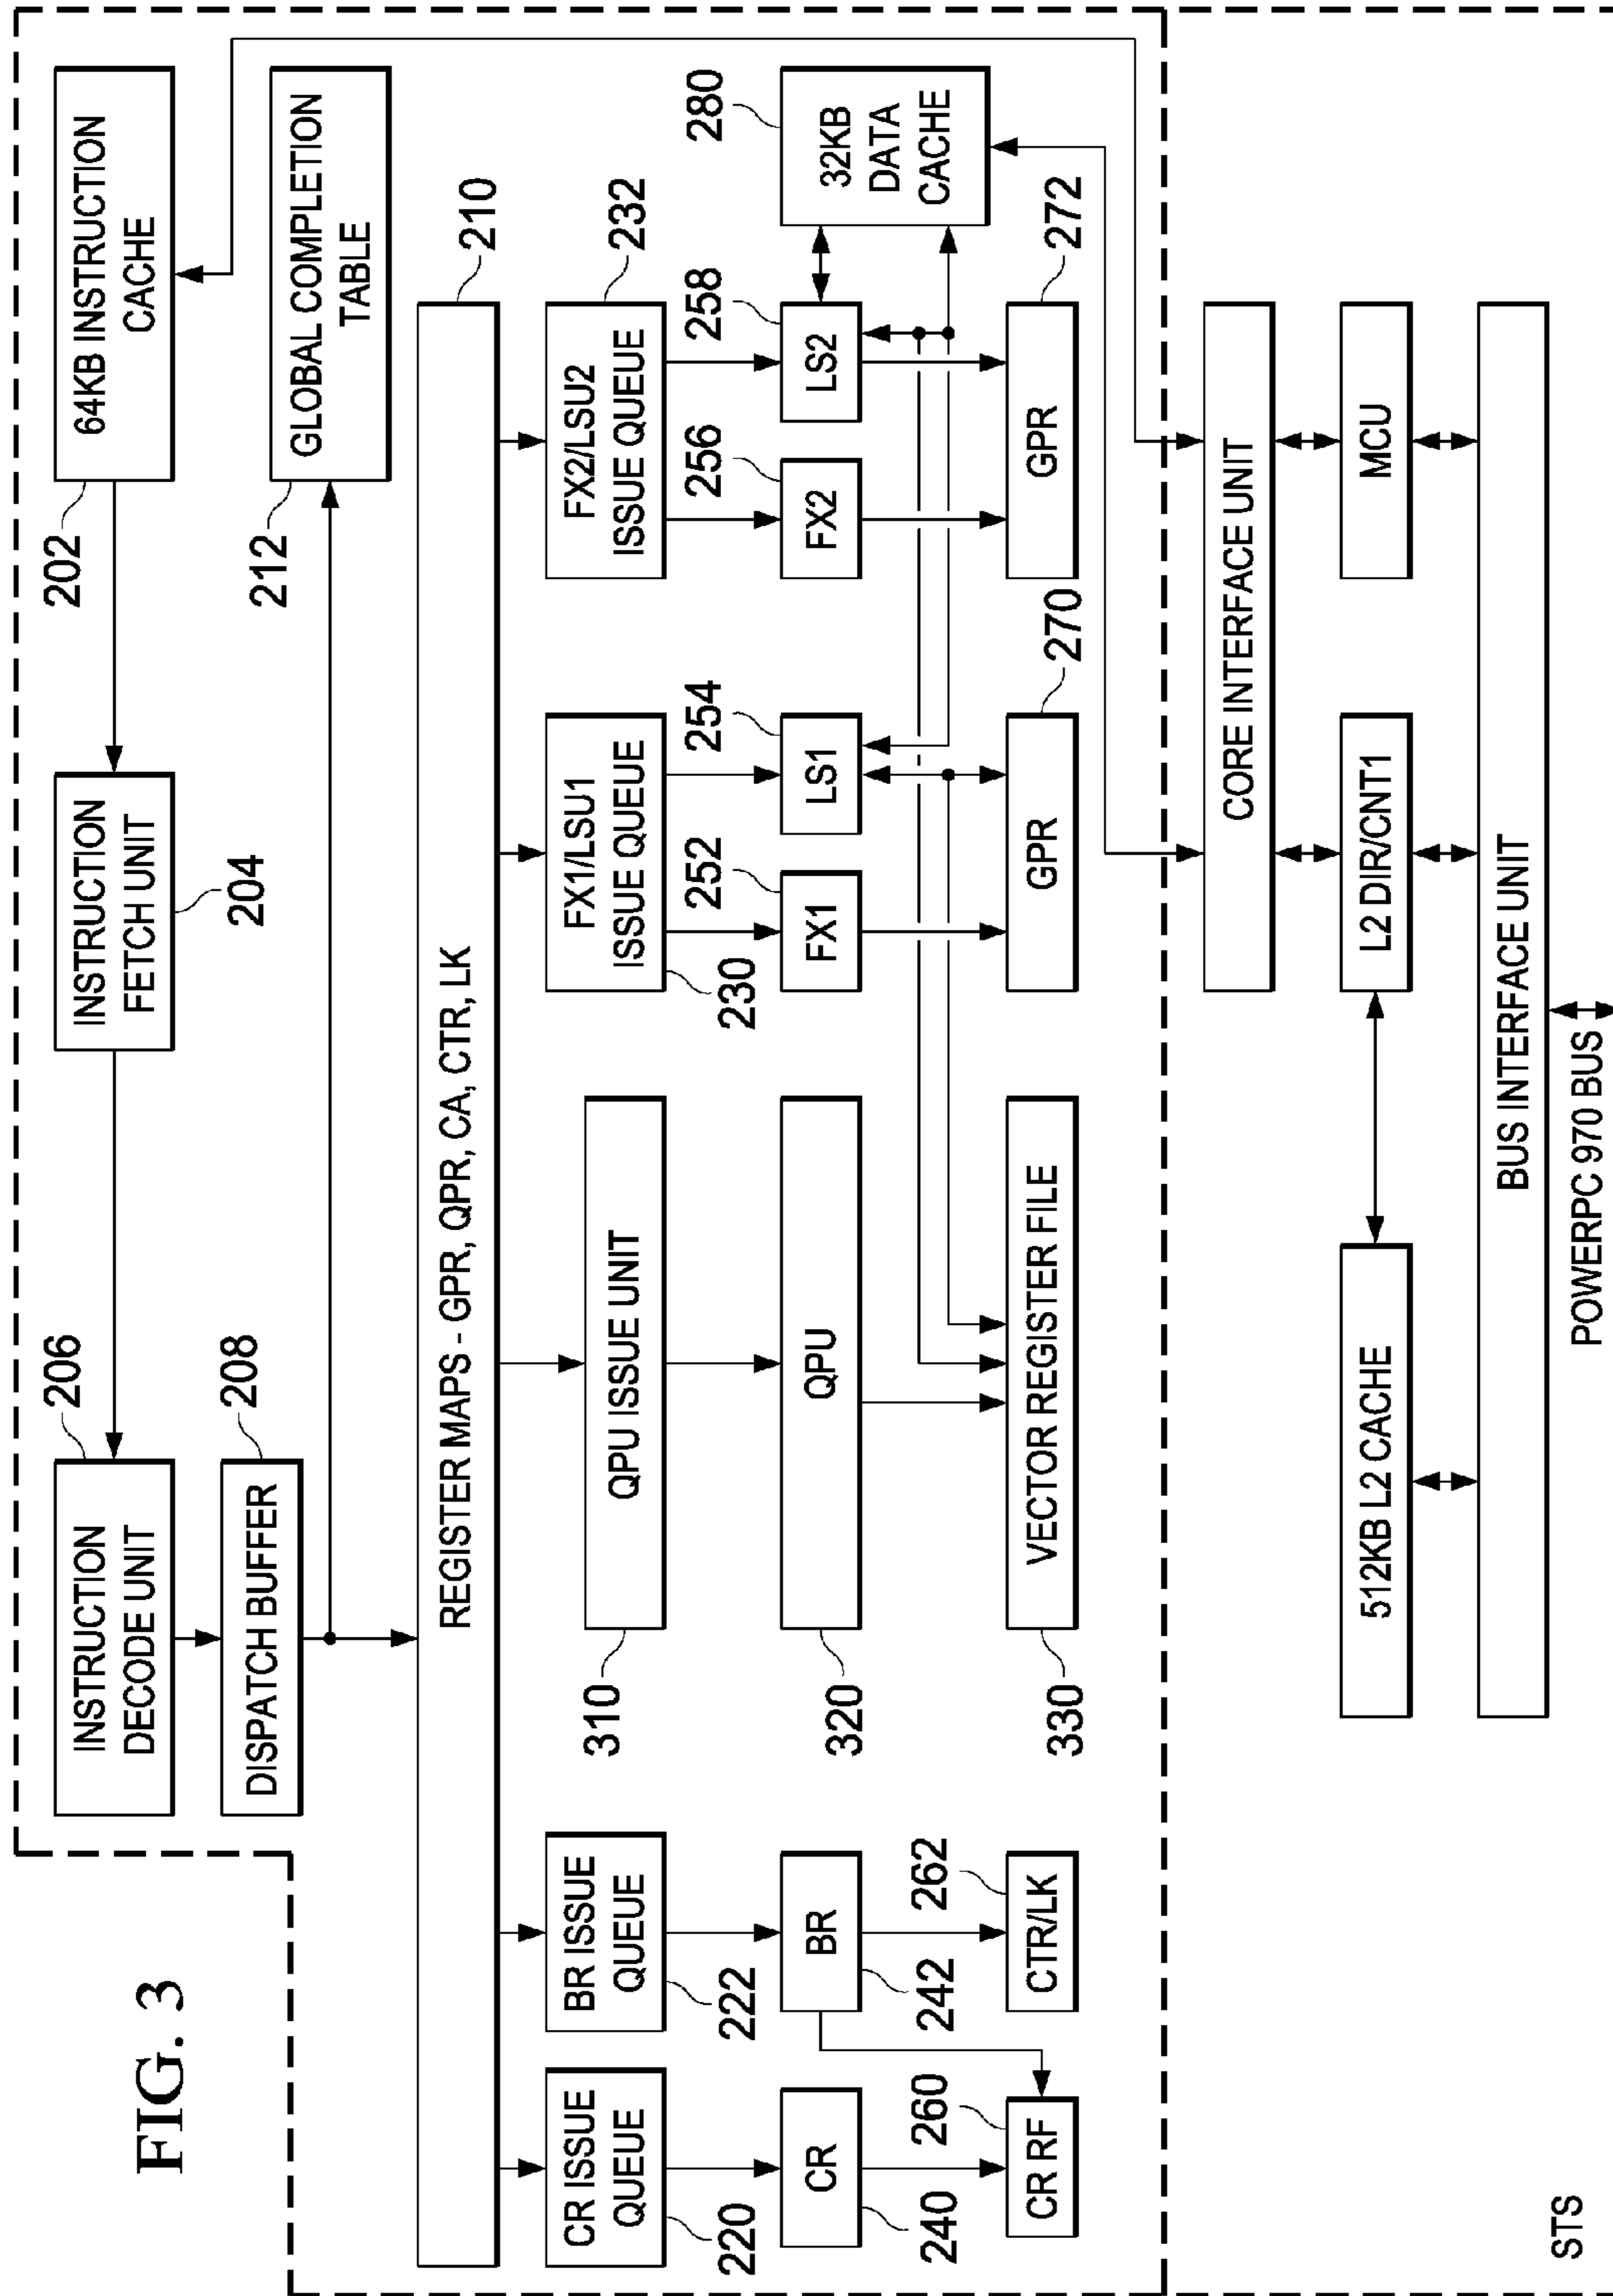 FIG. 3
206
INSTRUCTION
DECODE UNIT
INSTRUCTION
FETCH UNIT
204
64KB INSTRUCTION
CACHE
202
208
DISPATCH BUFFER
GLOBAL COMPLETION
TABLE
212
REGISTER MAPS - GPR, QPR, CA, CTR, LK
210
CR ISSUE
QUEUE
220
BR ISSUE
QUEUE
222
QPU ISSUE UNIT
310
FX1/LSU1
ISSUE QUEUE
230
FX2/LSU2
ISSUE QUEUE
232
CR
240
BR
242
QPU
320
FX1
252
LS1
254
FX2
256
LS2
258
32KB
DATA
CACHE
280
CR RF
260
CTR/LK
262
VECTOR REGISTER FILE
330
GPR
270
GPR
272
CORE INTERFACE UNIT
512KB L2 CACHE
L2 DIR/CNT1
MCU
BUS INTERFACE UNIT
STS
POWERPC 970 BUS